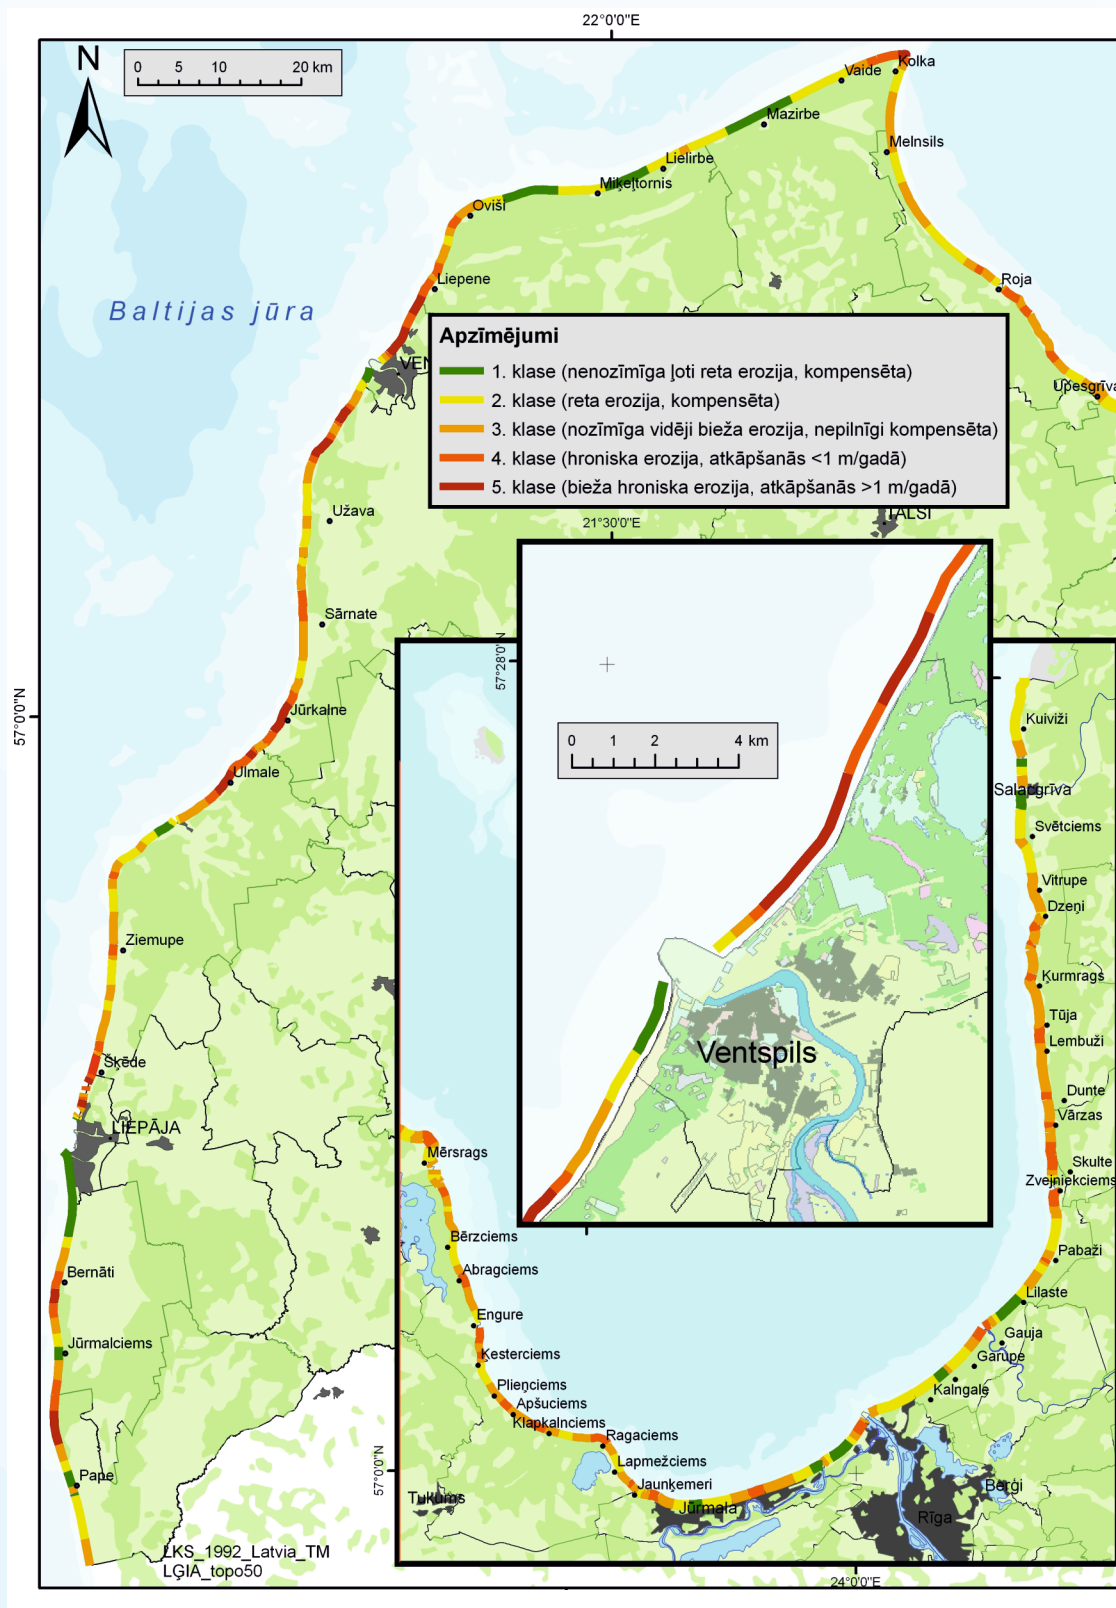 22°0'0"E
N
0 5 10 20 km
Kolka
Vaide
Mazirbe
Melnsils
Lielirbe
Miķeļtornis
Oviši
Liepene
Roja
Baltijas jūra
Apzīmējumi
VEN
1. klase (nenozīmīga ļoti reta erozija, kompensēta)
Upesgrīva
2. klase (reta erozija, kompensēta)
3. klase (nozīmīga vidēji bieža erozija, nepilnīgi kompensēta)
4. klase (hroniska erozija, atkāpšanās <1 m/gadā)
5. klase (bieža hroniska erozija, atkāpšanās >1 m/gadā)
Užava
21°30'0"E
TALSI
Sārnate
57°28'0"N
57°0'0"N
Jūrkalne
Kuiviži
0 1 2 4 km
Ulmale
Salacgrīva
Svētciems
Vitrupe
Dzeņi
Ziemupe
Ķurmrags
Tūja
Lembuži
Ventspils
Šķēde
Dunte
Vārzas
LIEPĀJA
Mērsrags
Skulte
Zvejniekciems
Bērzciems
Pabaži
Abragciems
Bernāti
Lilaste
Engure
Gauja
Jūrmalciems
Garupe
Ķesterciems
Kalngale
Plieņciems
Apšuciems
Klapkalnciems
Ragaciems
Lapmežciems
57°0'0"N
Pape
Jaunķemeri
Berģi
Tukums
Jūrmala
Rīga
LKS_1992_Latvia_TM
LĢIA_topo50
24°0'0"E